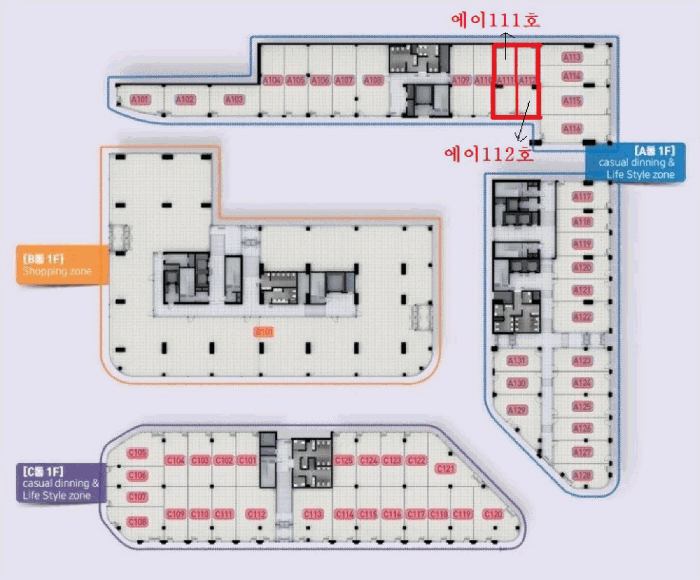 에이111호
A113
A104 A105 A106 A107 A108 A109 A110 A111 A112
A114
A101 A102 A103
A115
A116
에이112호
[A동 1F]
casual dinning &
Life Style zone
A117
A118
A119
A120
A121
A122
[B동 1F]
Shopping zone
B101
A131 A123
A130 A124
A129 A125
A126
A127
A128
[C동 1F]
casual dinning &
Life Style zone
C105
C104 C103 C102 C101 C125 C124 C123 C122
C121
C106
C107
C108 C109 C110 C111 C112 C113 C114 C115 C116 C117 C118 C119 C120